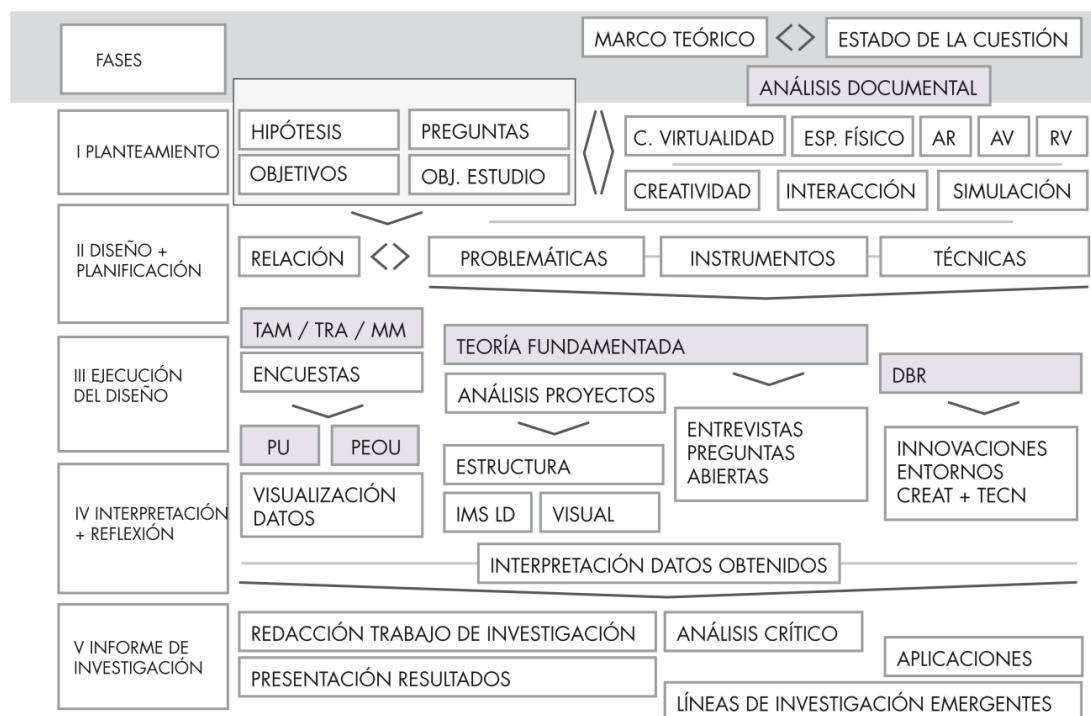 FASES
MARCO TEÓRICO
ESTADO DE LA CUESTIÓN
ANÁLISIS DOCUMENTAL
I PLANTEAMIENTO
HIPÓTESIS
PREGUNTAS
OBJETIVOS
OBJ. ESTUDIO
C. VIRTUALIDAD
ESP. FÍSICO
AR
AV
RV
CREATIVIDAD
INTERACCIÓN
SIMULACIÓN
II DISEÑO +
PLANIFICACIÓN
RELACIÓN
PROBLEMÁTICAS
INSTRUMENTOS
TÉCNICAS
III EJECUCIÓN
DEL DISEÑO
TAM / TRA / MM
ENCUESTAS
PU
PEOU
TEORÍA FUNDAMENTADA
ANÁLISIS PROYECTOS
ESTRUCTURA
ENTREVISTAS
PREGUNTAS
ABIERTAS
DBR
INNOVACIONES
ENTORNOS
CREAT + TECN
IV INTERPRETACIÓN
+ REFLEXIÓN
VISUALIZACIÓN
DATOS
IMS LD
VISUAL
INTERPRETACIÓN DATOS OBTENIDOS
V INFORME DE
INVESTIGACIÓN
REDACCIÓN TRABAJO DE INVESTIGACIÓN
ANÁLISIS CRÍTICO
PRESENTACIÓN RESULTADOS
APLICACIONES
LÍNEAS DE INVESTIGACIÓN EMERGENTES